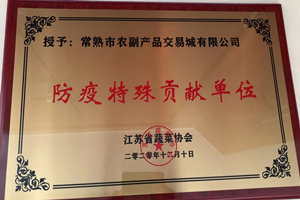 授予：常熟市农副产品交易城有限公司
防疫特殊贡献单位
江苏省蔬菜协会
二〇二〇年十二月十日